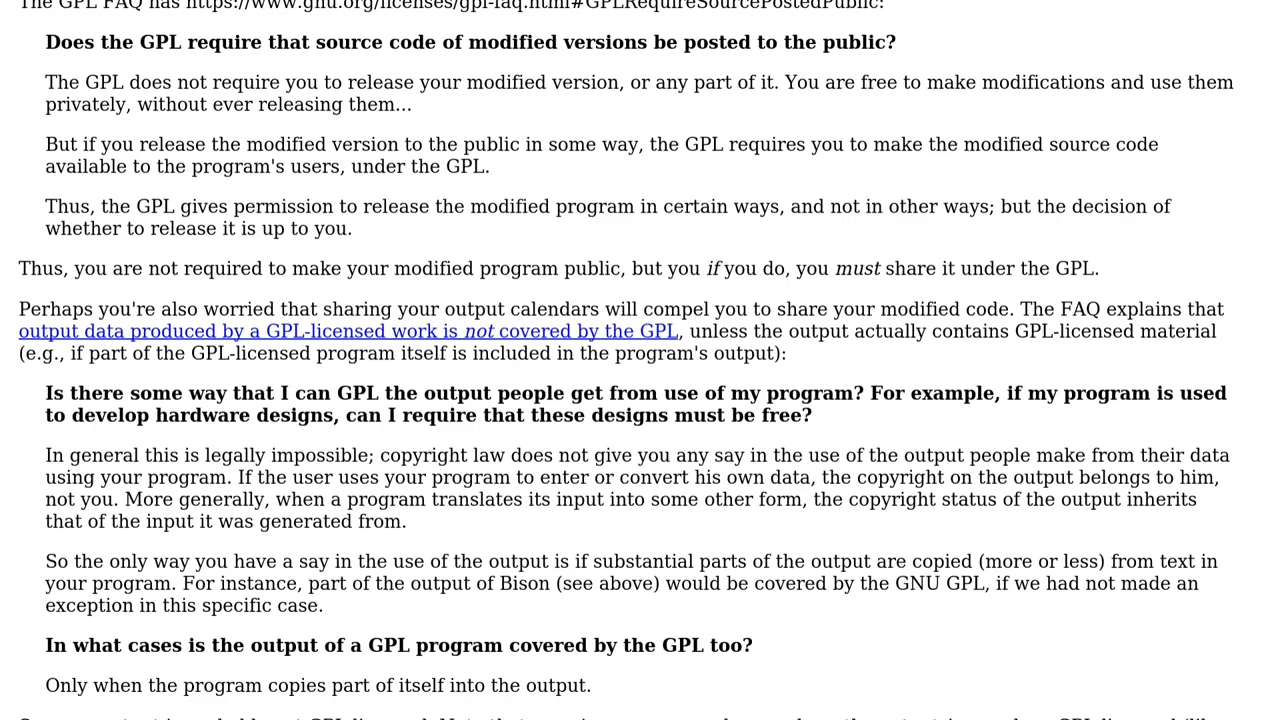 The GPL FAQ has https://www.gnu.org/licenses/gpl-faq.html#GPLRequireSourcePostedPublic:
Does the GPL require that source code of modified versions be posted to the public?
The GPL does not require you to release your modified version, or any part of it. You are free to make modifications and use them
privately, without ever releasing them...
But if you release the modified version to the public in some way, the GPL requires you to make the modified source code
available to the program's users, under the GPL.
Thus, the GPL gives permission to release the modified program in certain ways, and not in other ways; but the decision of
whether to release it is up to you.
Thus, you are not required to make your modified program public, but you if you do, you must share it under the GPL.
Perhaps you're also worried that sharing your output calendars will compel you to share your modified code. The FAQ explains that
output data produced by a GPL-licensed work is not covered by the GPL, unless the output actually contains GPL-licensed material
(e.g., if part of the GPL-licensed program itself is included in the program's output):
Is there some way that I can GPL the output people get from use of my program? For example, if my program is used
to develop hardware designs, can I require that these designs must be free?
In general this is legally impossible; copyright law does not give you any say in the use of the output people make from their data
using your program. If the user uses your program to enter or convert his own data, the copyright on the output belongs to him,
not you. More generally, when a program translates its input into some other form, the copyright status of the output inherits
that of the input it was generated from.
So the only way you have a say in the use of the output is if substantial parts of the output are copied (more or less) from text in
your program. For instance, part of the output of Bison (see above) would be covered by the GNU GPL, if we had not made an
exception in this specific case.
In what cases is the output of a GPL program covered by the GPL too?
Only when the program copies part of itself into the output.